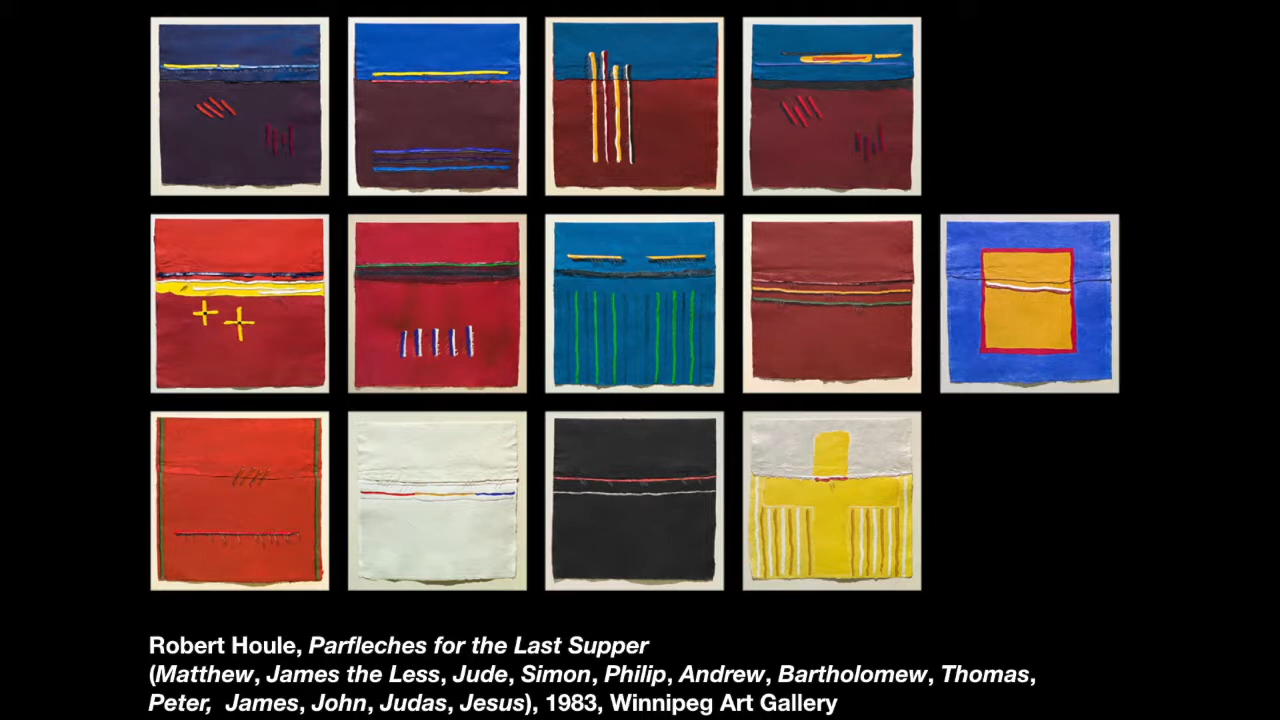 Robert Houle, Parfleches for the Last Supper
(Matthew, James the Less, Jude, Simon, Philip, Andrew, Bartholomew, Thomas,
Peter,  James, John, Judas, Jesus), 1983, Winnipeg Art Gallery